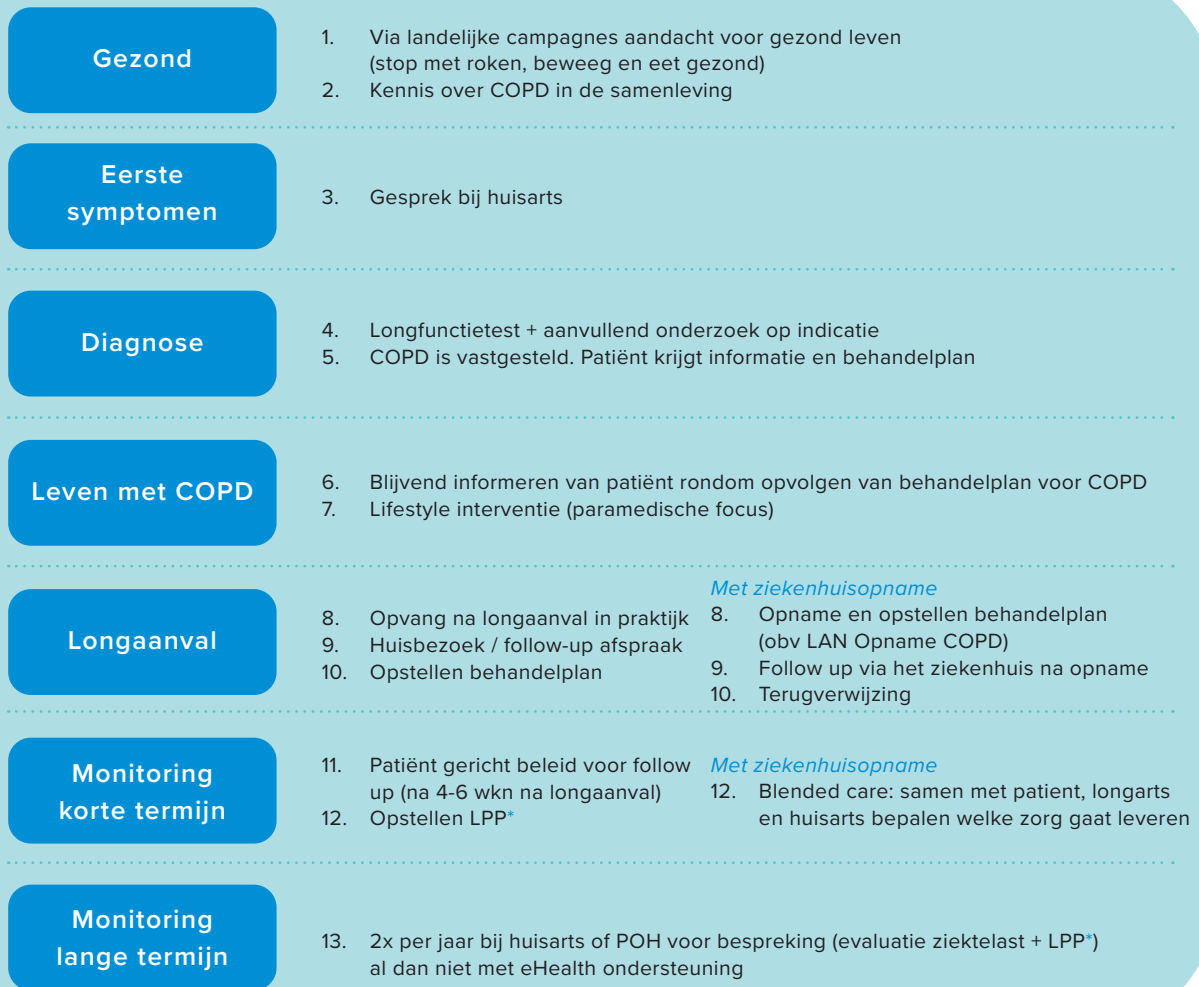 Gezond
1. Via landelijke campagnes aandacht voor gezond leven
(stop met roken, beweeg en eet gezond)
2. Kennis over COPD in de samenleving
Eerste
symptomen
3. Gesprek bij huisarts
Diagnose
4. Longfunctietest + aanvullend onderzoek op indicatie
5. COPD is vastgesteld. Patiënt krijgt informatie en behandelplan
Leven met COPD
6. Blijvend informeren van patiënt rondom opvolgen van behandelplan voor COPD
7. Lifestyle interventie (paramedische focus)
Longaanval
8. Opvang na longaanval in praktijk
9. Huisbezoek / follow-up afspraak
10. Opstellen behandelplan
Met ziekenhuisopname
8. Opname en opstellen behandelplan
(obv LAN Opname COPD)
9. Follow up via het ziekenhuis na opname
10. Terugverwijzing
Monitoring
korte termijn
11. Patiënt gericht beleid voor follow
up (na 4-6 wkn na longaanval)
12. Opstellen LPP*
Met ziekenhuisopname
12. Blended care: samen met patient, longarts
en huisarts bepalen welke zorg gaat leveren
Monitoring
lange termijn
13. 2x per jaar bij huisarts of POH voor bespreking (evaluatie ziektelast + LPP*)
al dan niet met eHealth ondersteuning